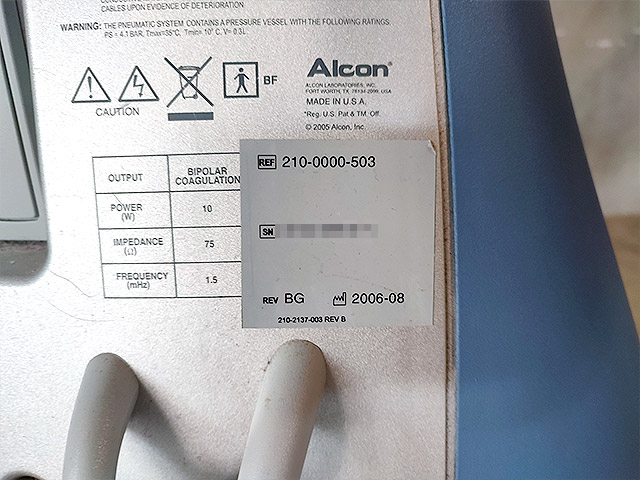 CABLES UPON EVIDENCE OF DETERIORATION
WARNING: THE PNEUMATIC SYSTEM CONTAINS A PRESSURE VESSEL WITH THE FOLLOWING RATINGS:
PS = 4.1 BAR, Tmax=35°C, Tmin= 10° C, V= 0.3L
CAUTION
BF
Alcon®
ALCON LABORATORIES, INC.
FORT WORTH, TX, 76134-2099, USA
MADE IN U.S.A.
*Reg. U.S. Pat & TM. Off.
© 2005 Alcon, Inc
OUTPUT BIPOLAR COAGULATION
POWER (W) 10
IMPEDANCE (Ω) 75
FREQUENCY (mHz) 1.5
REF 210-0000-503
SN
REV BG 2006-08
210-2137-003 REV B